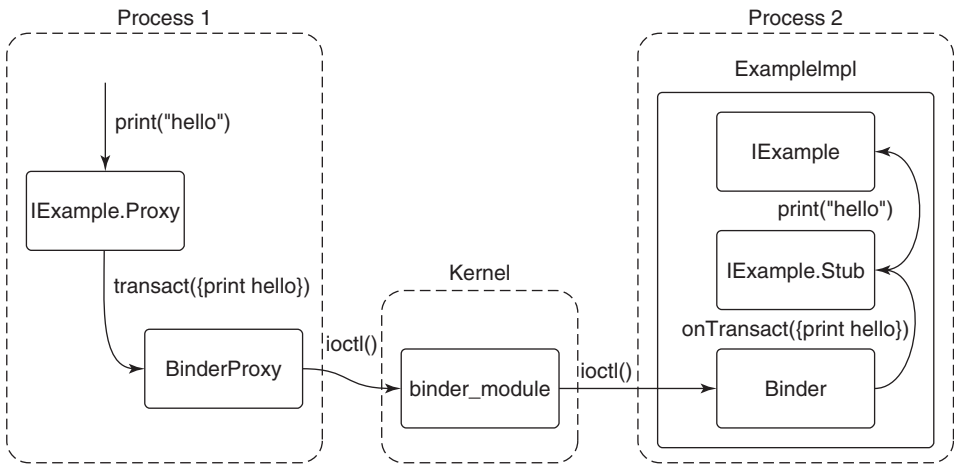 Process 1
print("hello")
IExample.Proxy
transact({print hello})
BinderProxy
ioctl()
Kernel
binder_module
ioctl()
Process 2
ExampleImpl
IExample
print("hello")
IExample.Stub
onTransact({print hello})
Binder